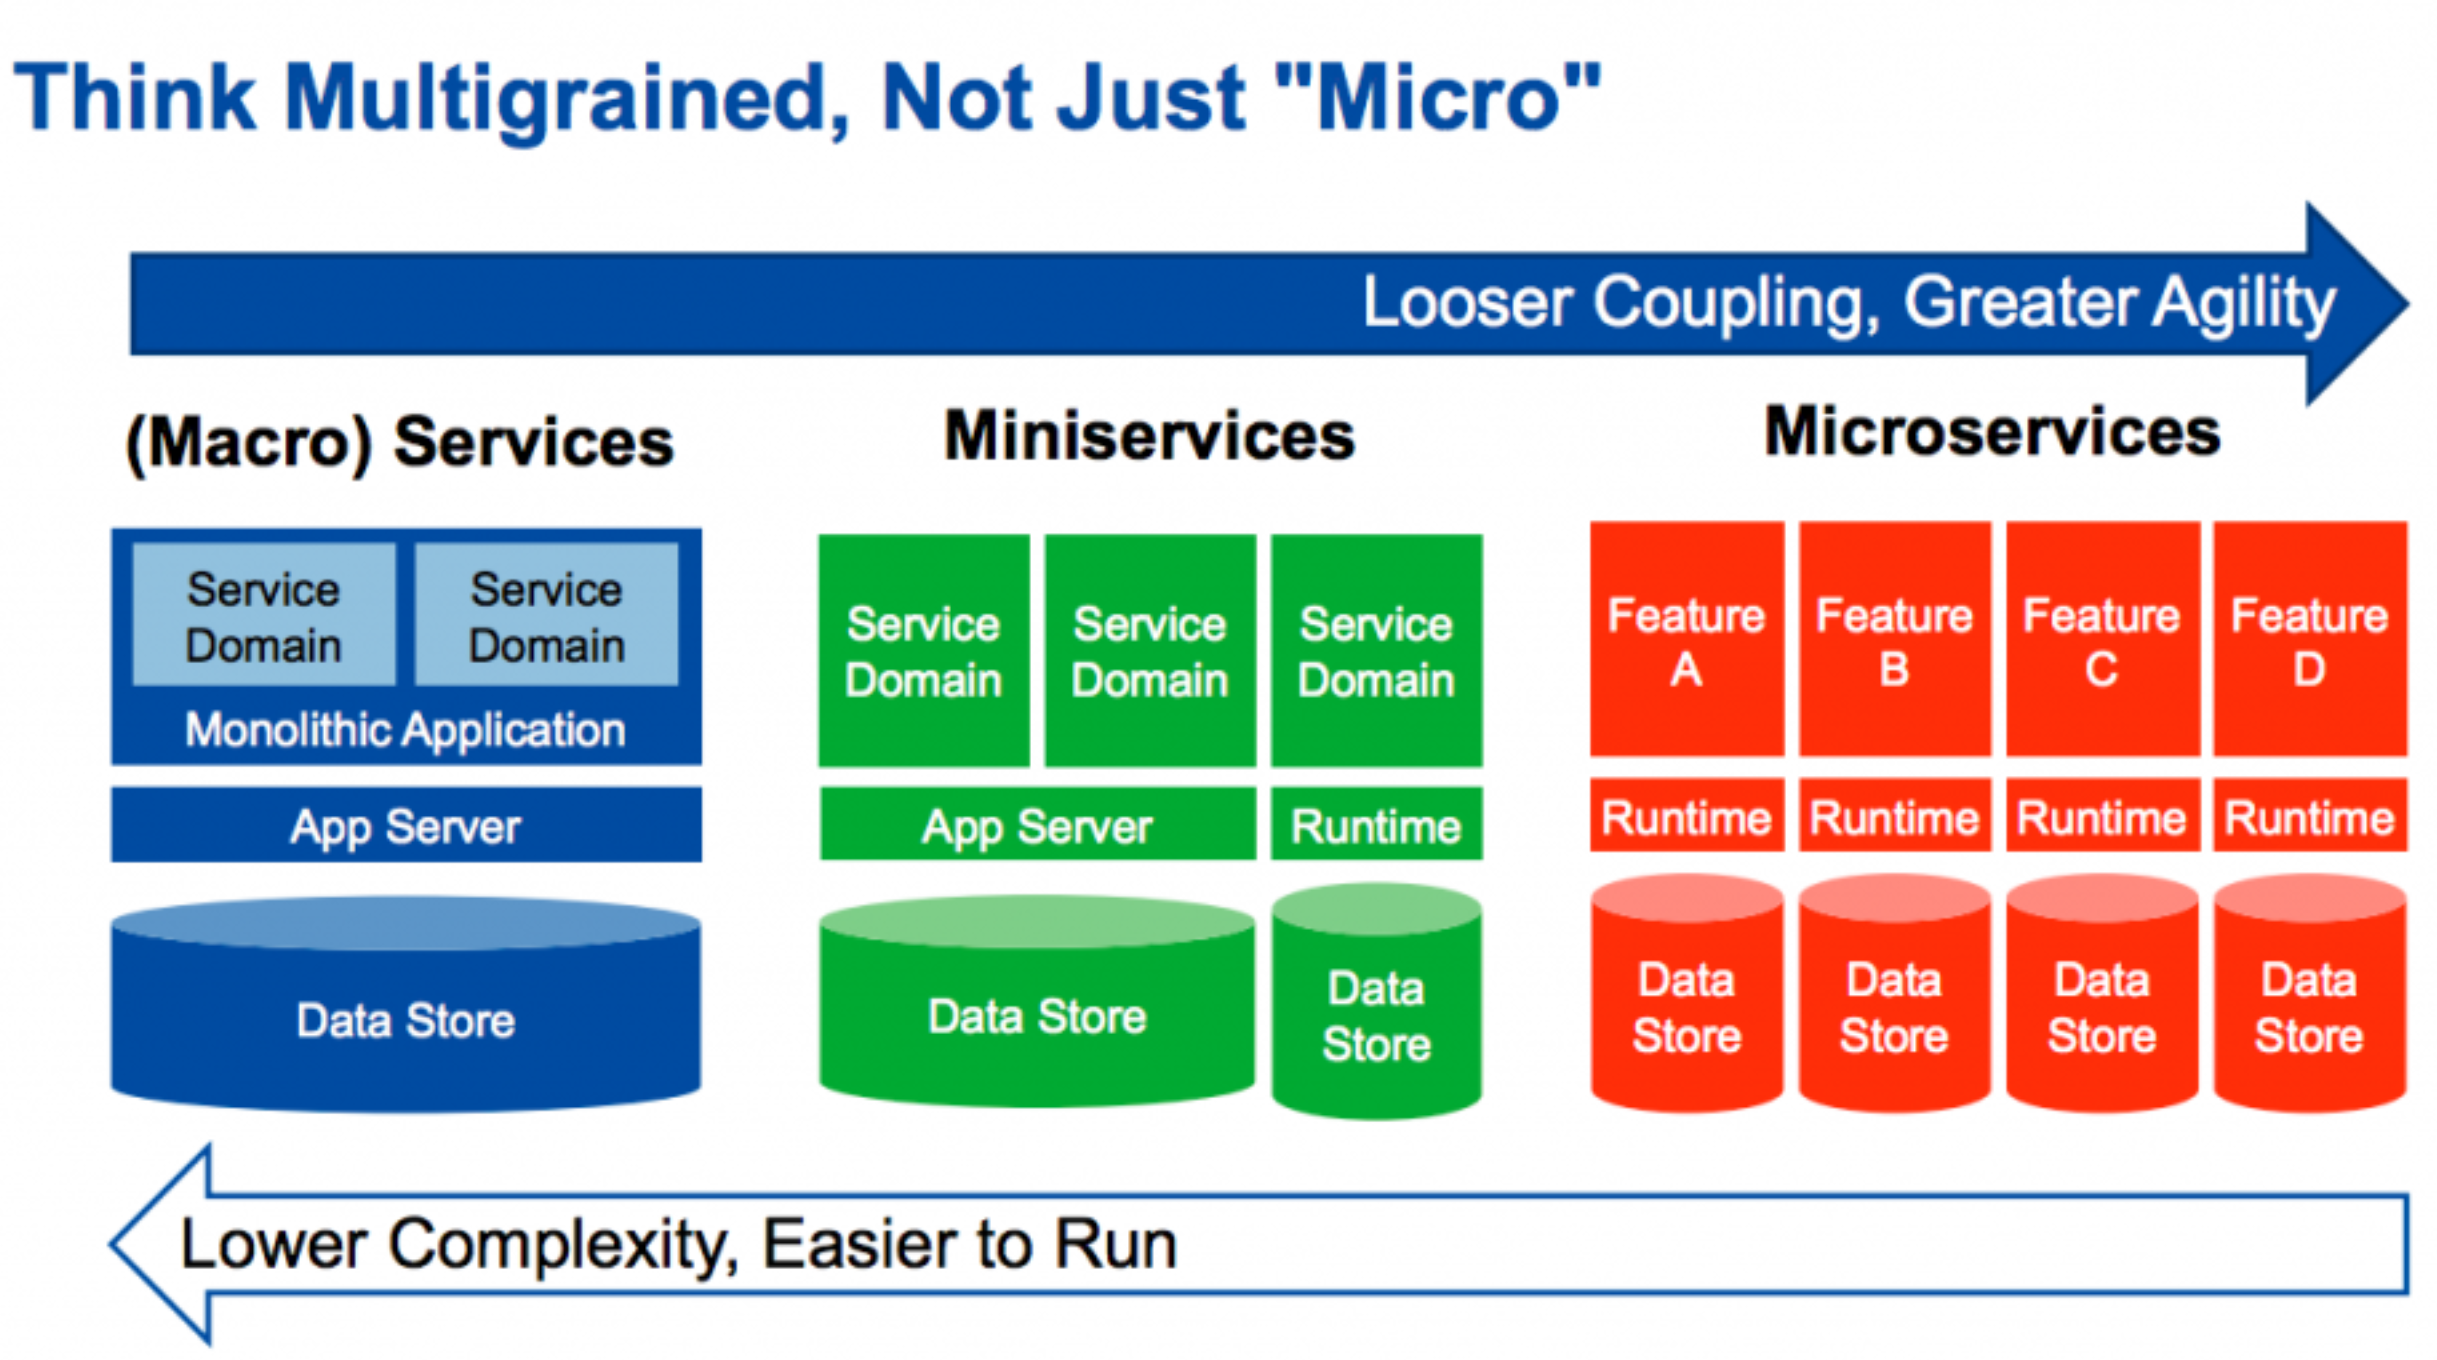 Think Multigrained, Not Just "Micro"
Looser Coupling, Greater Agility
(Macro) Services
Service
Domain
Service
Domain
Monolithic Application
App Server
Data Store
Miniservices
Service
Domain
Service
Domain
Service
Domain
App Server
Runtime
Data Store
Data
Store
Microservices
Feature
A
Feature
B
Feature
C
Feature
D
Runtime
Runtime
Runtime
Runtime
Data
Store
Data
Store
Data
Store
Data
Store
Lower Complexity, Easier to Run